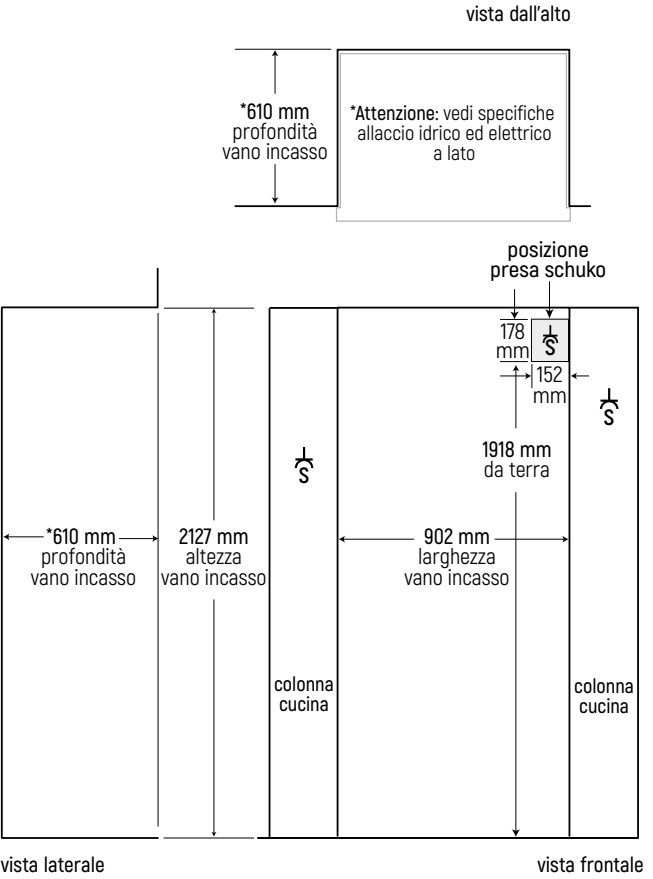 vista dall'alto
*610 mm
profondità
vano incasso
*Attenzione: vedi specifiche
allaccio idrico ed elettrico
a lato
posizione
presa schuko
178
mm
S
152
mm
S
S
1918 mm
da terra
*610 mm
profondità
vano incasso
2127 mm
altezza
vano incasso
902 mm
larghezza
vano incasso
colonna
cucina
colonna
cucina
vista laterale
vista frontale